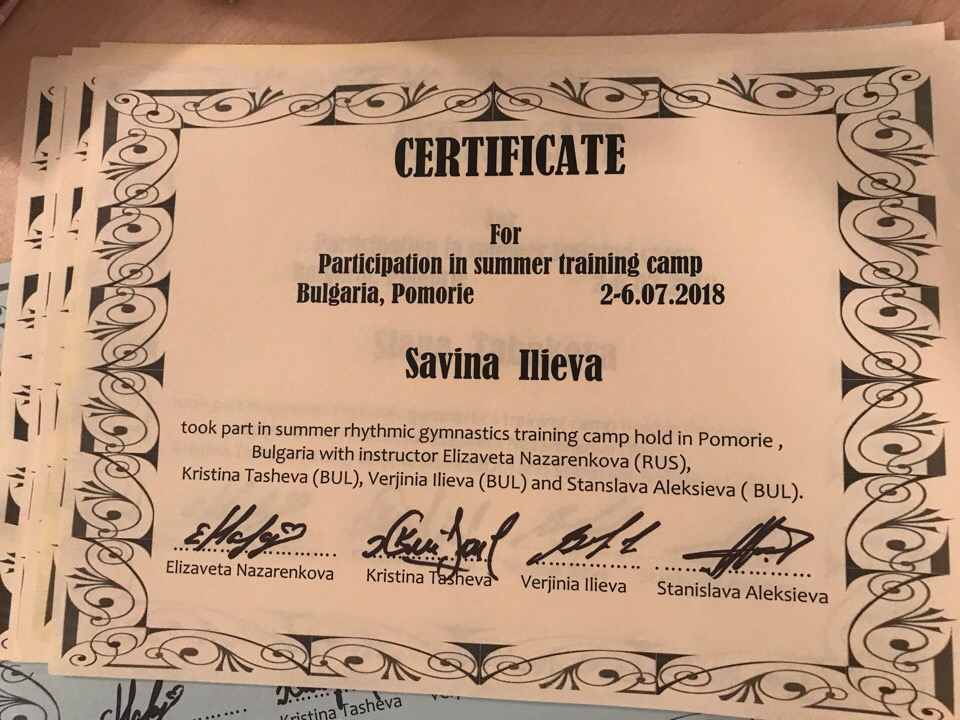 CERTIFICATE
For
Participation in summer training camp
Bulgaria, Pomorie 2-6.07.2018
Savina Ilieva
took part in summer rhythmic gymnastics training camp hold in Pomorie ,
Bulgaria with instructor Elizaveta Nazarenkova (RUS),
Kristina Tasheva (BUL), Verjinia Ilieva (BUL) and Stanslava Aleksieva ( BUL).
Elizaveta Nazarenkova Kristina Tasheva Verjinia Ilieva Stanislava Aleksieva
Kristina Tasheva